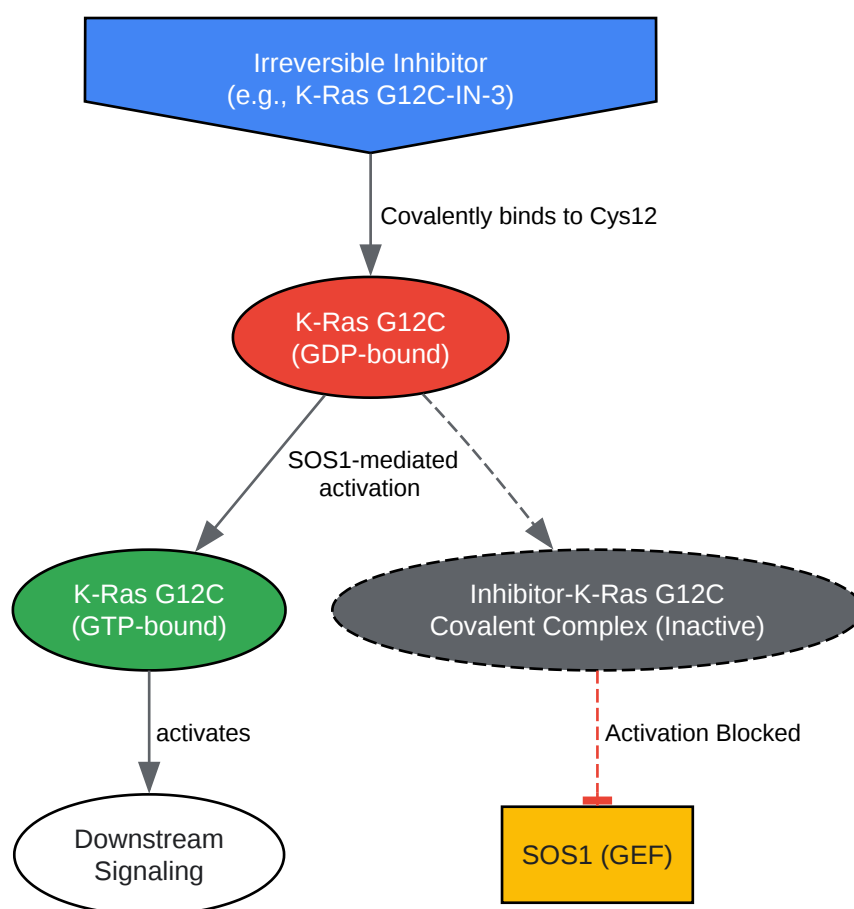 Irreversible Inhibitor
(e.g., K-Ras G12C-IN-3)
Covalently binds to Cys12
K-Ras G12C
(GDP-bound)
SOS1-mediated
activation
K-Ras G12C
(GTP-bound)
Inhibitor-K-Ras G12C
Covalent Complex (Inactive)
activates
Activation Blocked
Downstream
Signaling
SOS1 (GEF)